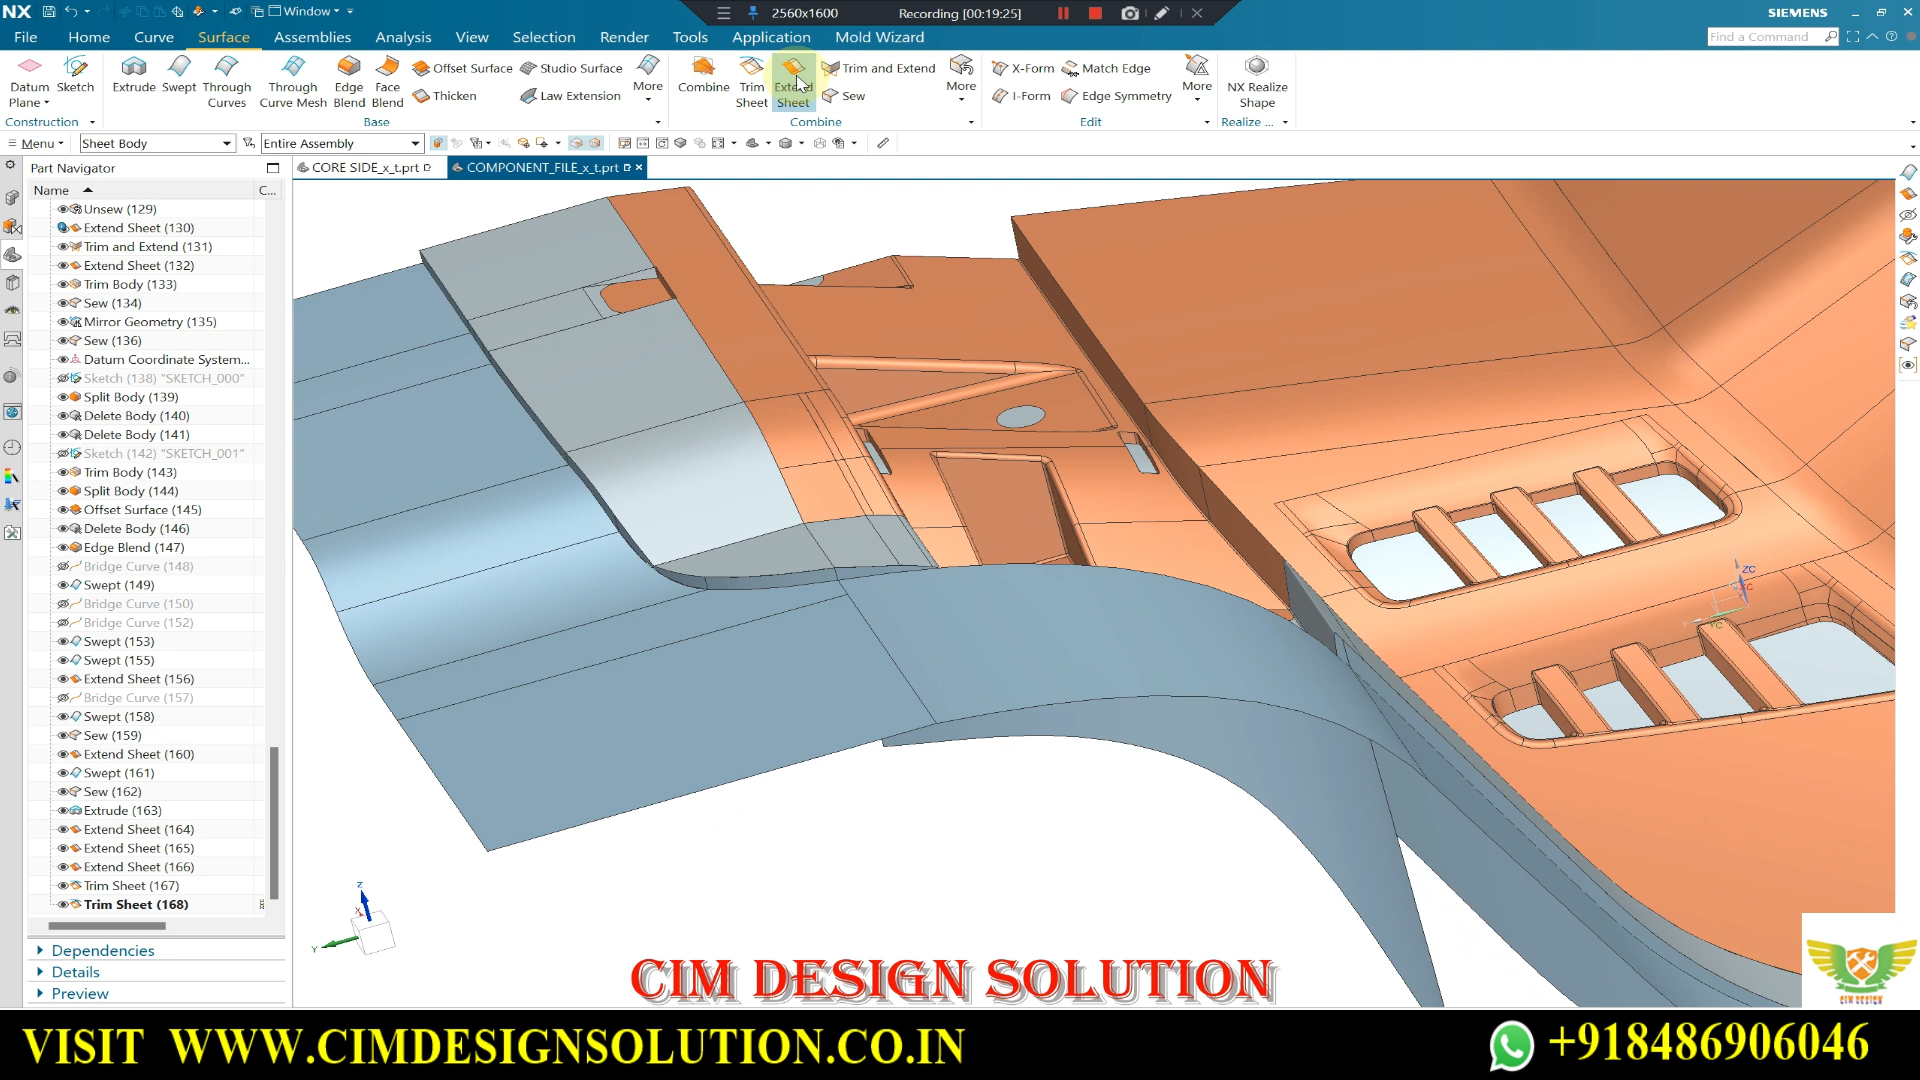 NX Window 2560x1600 Recording [00:19:25] SIEMENS
File Home Curve Surface Assemblies Analysis View Selection Render Tools Application Mold Wizard Find a Command
Datum Plane Sketch Extrude Swept Through Curves Through Curve Mesh Edge Blend Face Blend Offset Surface Thicken Studio Surface Law Extension More Combine Trim Sheet Extend Sheet Trim and Extend Sew More X-Form I-Form Match Edge Edge Symmetry More NX Realize Shape
Construction Base Combine Edit Realize ...
Menu Sheet Body Entire Assembly
Part Navigator CORE SIDE_x_t.prt COMPONENT_FILE_x_t.prt
Name C...
Unsew (129)
Extend Sheet (130)
Trim and Extend (131)
Extend Sheet (132)
Trim Body (133)
Sew (134)
Mirror Geometry (135)
Sew (136)
Datum Coordinate System...
Sketch (138) "SKETCH_000"
Split Body (139)
Delete Body (140)
Delete Body (141)
Sketch (142) "SKETCH_001"
Trim Body (143)
Split Body (144)
Offset Surface (145)
Delete Body (146)
Edge Blend (147)
Bridge Curve (148)
Swept (149)
Bridge Curve (150)
Bridge Curve (152)
Swept (153)
Swept (155)
Extend Sheet (156)
Bridge Curve (157)
Swept (158)
Sew (159)
Extend Sheet (160)
Swept (161)
Sew (162)
Extrude (163)
Extend Sheet (164)
Extend Sheet (165)
Extend Sheet (166)
Trim Sheet (167)
Trim Sheet (168)
Dependencies
Details
Preview
ZC
YC
Z
X
Y
CIM DESIGN SOLUTION
CIM DESIGN
VISIT WWW.CIMDESIGNSOLUTION.CO.IN +918486906046